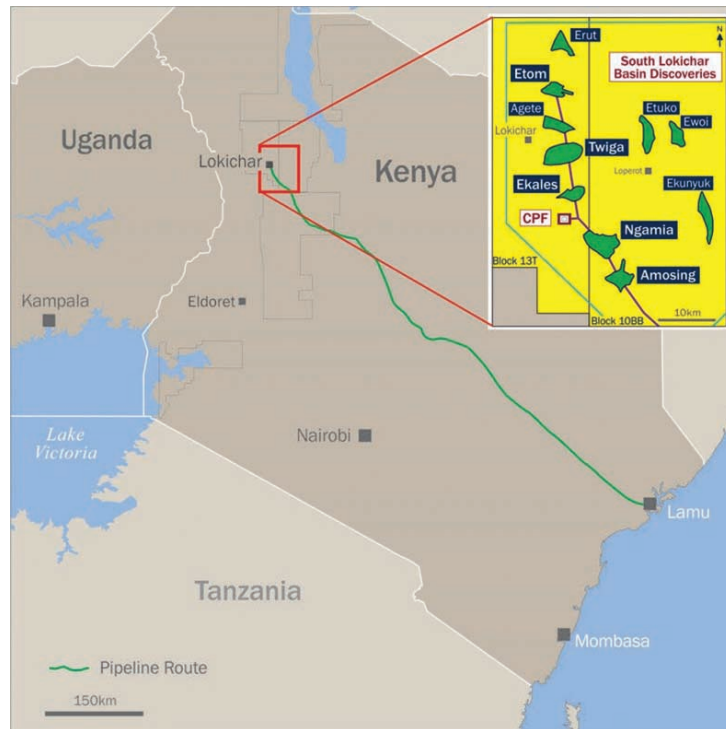 Uganda
Kenya
Lokichar
Kampala
Eldoret
Nairobi
Lake
Victoria
Tanzania
Lamu
Mombasa
Pipeline Route
150km
N
Erut
South Lokichar
Basin Discoveries
Etom
Agete
Lokichar
Etuko
Ewoi
Twiga
Loperot
Ekales
Ekunyuk
CPF
Ngamia
Amosing
Block 13T
Block 10BB
10km